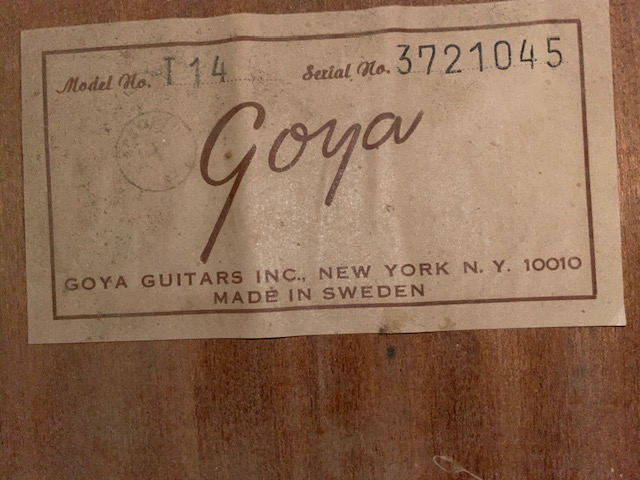 Model No. T 14 Serial No. 3721045
Goya
GOYA GUITARS INC., NEW YORK N. Y. 10010
MADE IN SWEDEN